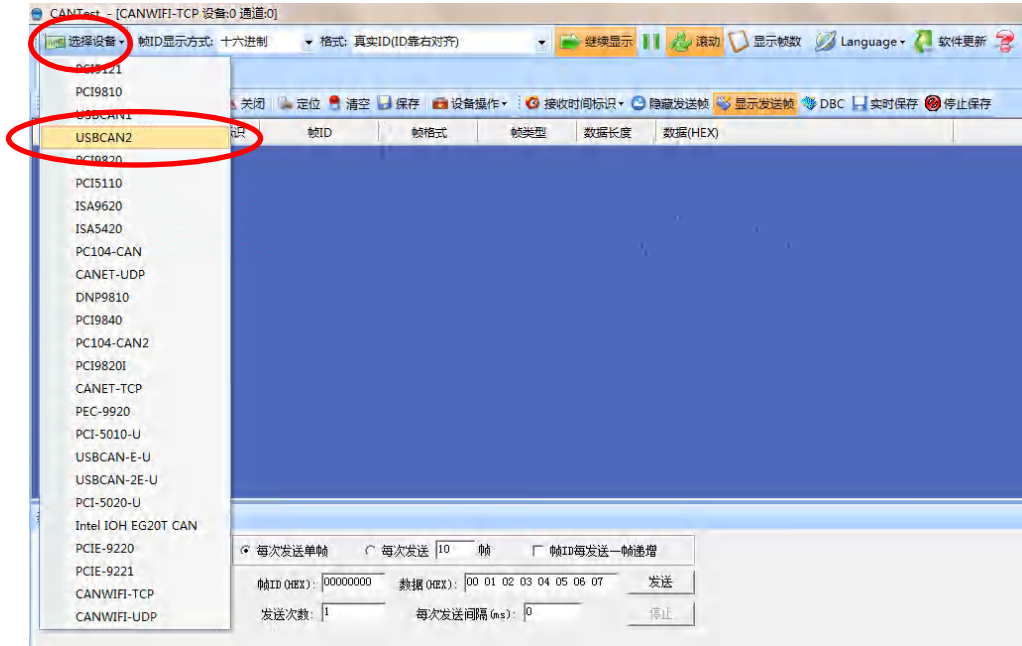 CANTest - [CANWIFI-TCP 设备:0 通道:0]
选择设备 帧ID显示方式: 十六进制 格式: 真实ID(ID靠右对齐) 继续显示 滚动 显示帧数 Language 软件更新
关闭 定位 清空 保存 设备操作 接收时间标识 隐藏发送帧 显示发送帧 DBC 实时保存 停止保存
帧ID 帧格式 帧类型 数据长度 数据(HEX)
PCI5121
PCI9810
USBCAN1
USBCAN2
PCI9820
PCI5110
ISA9620
ISA5420
PC104-CAN
CANET-UDP
DNP9810
PCI9840
PC104-CAN2
PCI9820I
CANET-TCP
PEC-9920
PCI-5010-U
USBCAN-E-U
USBCAN-2E-U
PCI-5020-U
Intel IOH EG20T CAN
PCIE-9220
PCIE-9221
CANWIFI-TCP
CANWIFI-UDP
每次发送单帧 每次发送 10 帧 帧ID每发送一帧递增
帧ID(HEX): 00000000 数据(HEX): 00 01 02 03 04 05 06 07 发送
发送次数: 1 每次发送间隔(ms): 0 停止